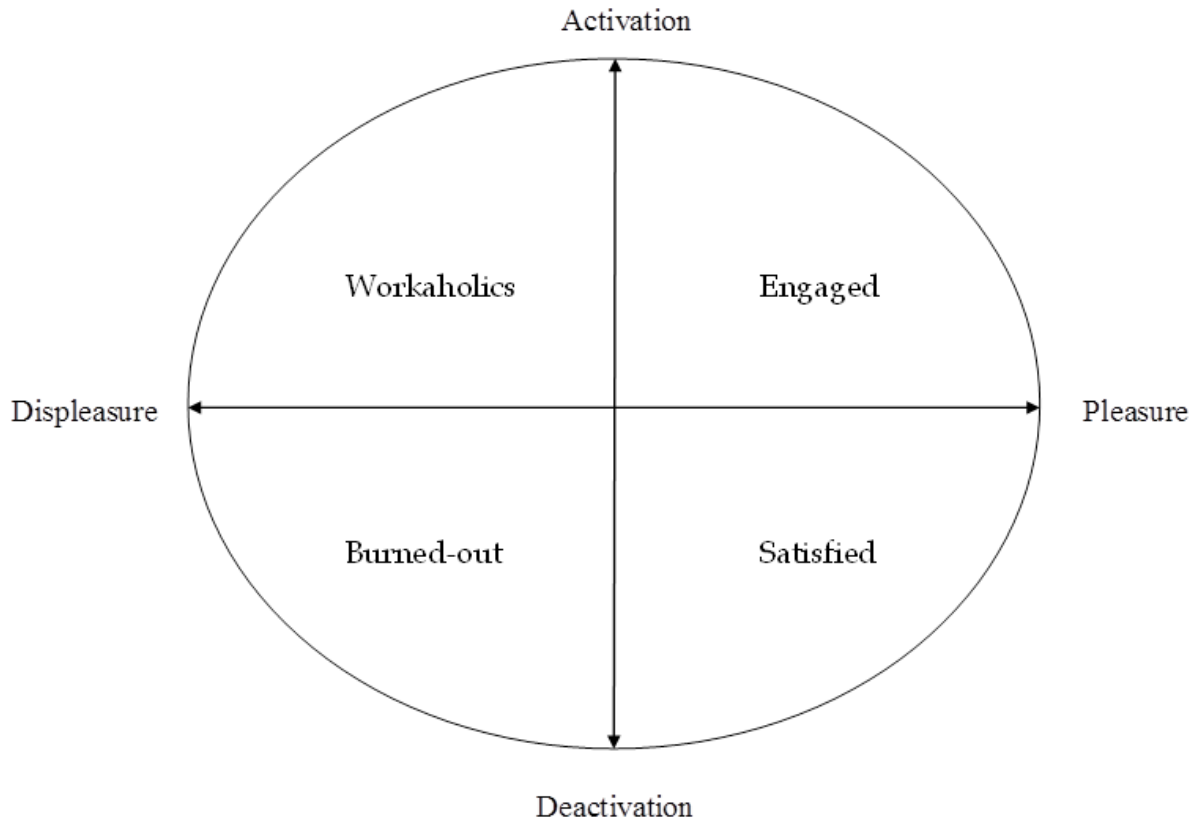 Activation
Workaholics
Engaged
Displeasure
Pleasure
Burned-out
Satisfied
Deactivation